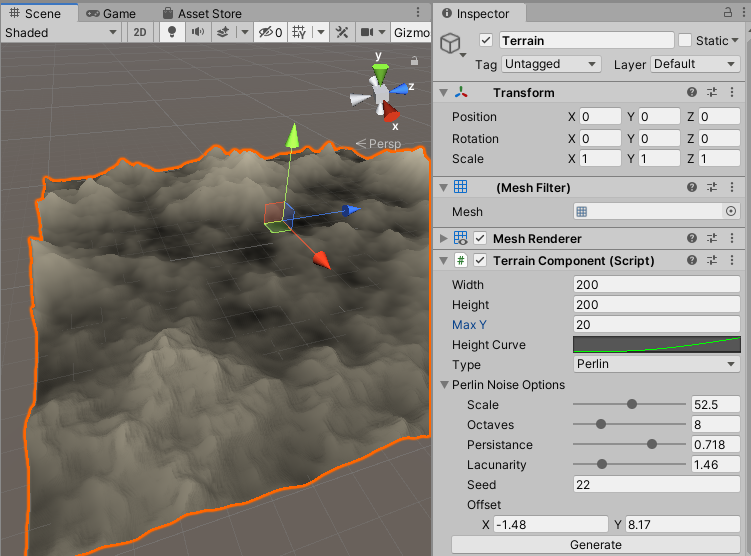 Scene Game Asset Store
Shaded 2D 0 Gizmo
y
z
x
Persp
Inspector
Terrain Static
Tag Untagged Layer Default
Transform
Position X 0 Y 0 Z 0
Rotation X 0 Y 0 Z 0
Scale X 1 Y 1 Z 1
(Mesh Filter)
Mesh
Mesh Renderer
# Terrain Component (Script)
Width 200
Height 200
Max Y 20
Height Curve
Type Perlin
Perlin Noise Options
Scale 52.5
Octaves 8
Persistance 0.718
Lacunarity 1.46
Seed 22
Offset
X -1.48 Y 8.17
Generate